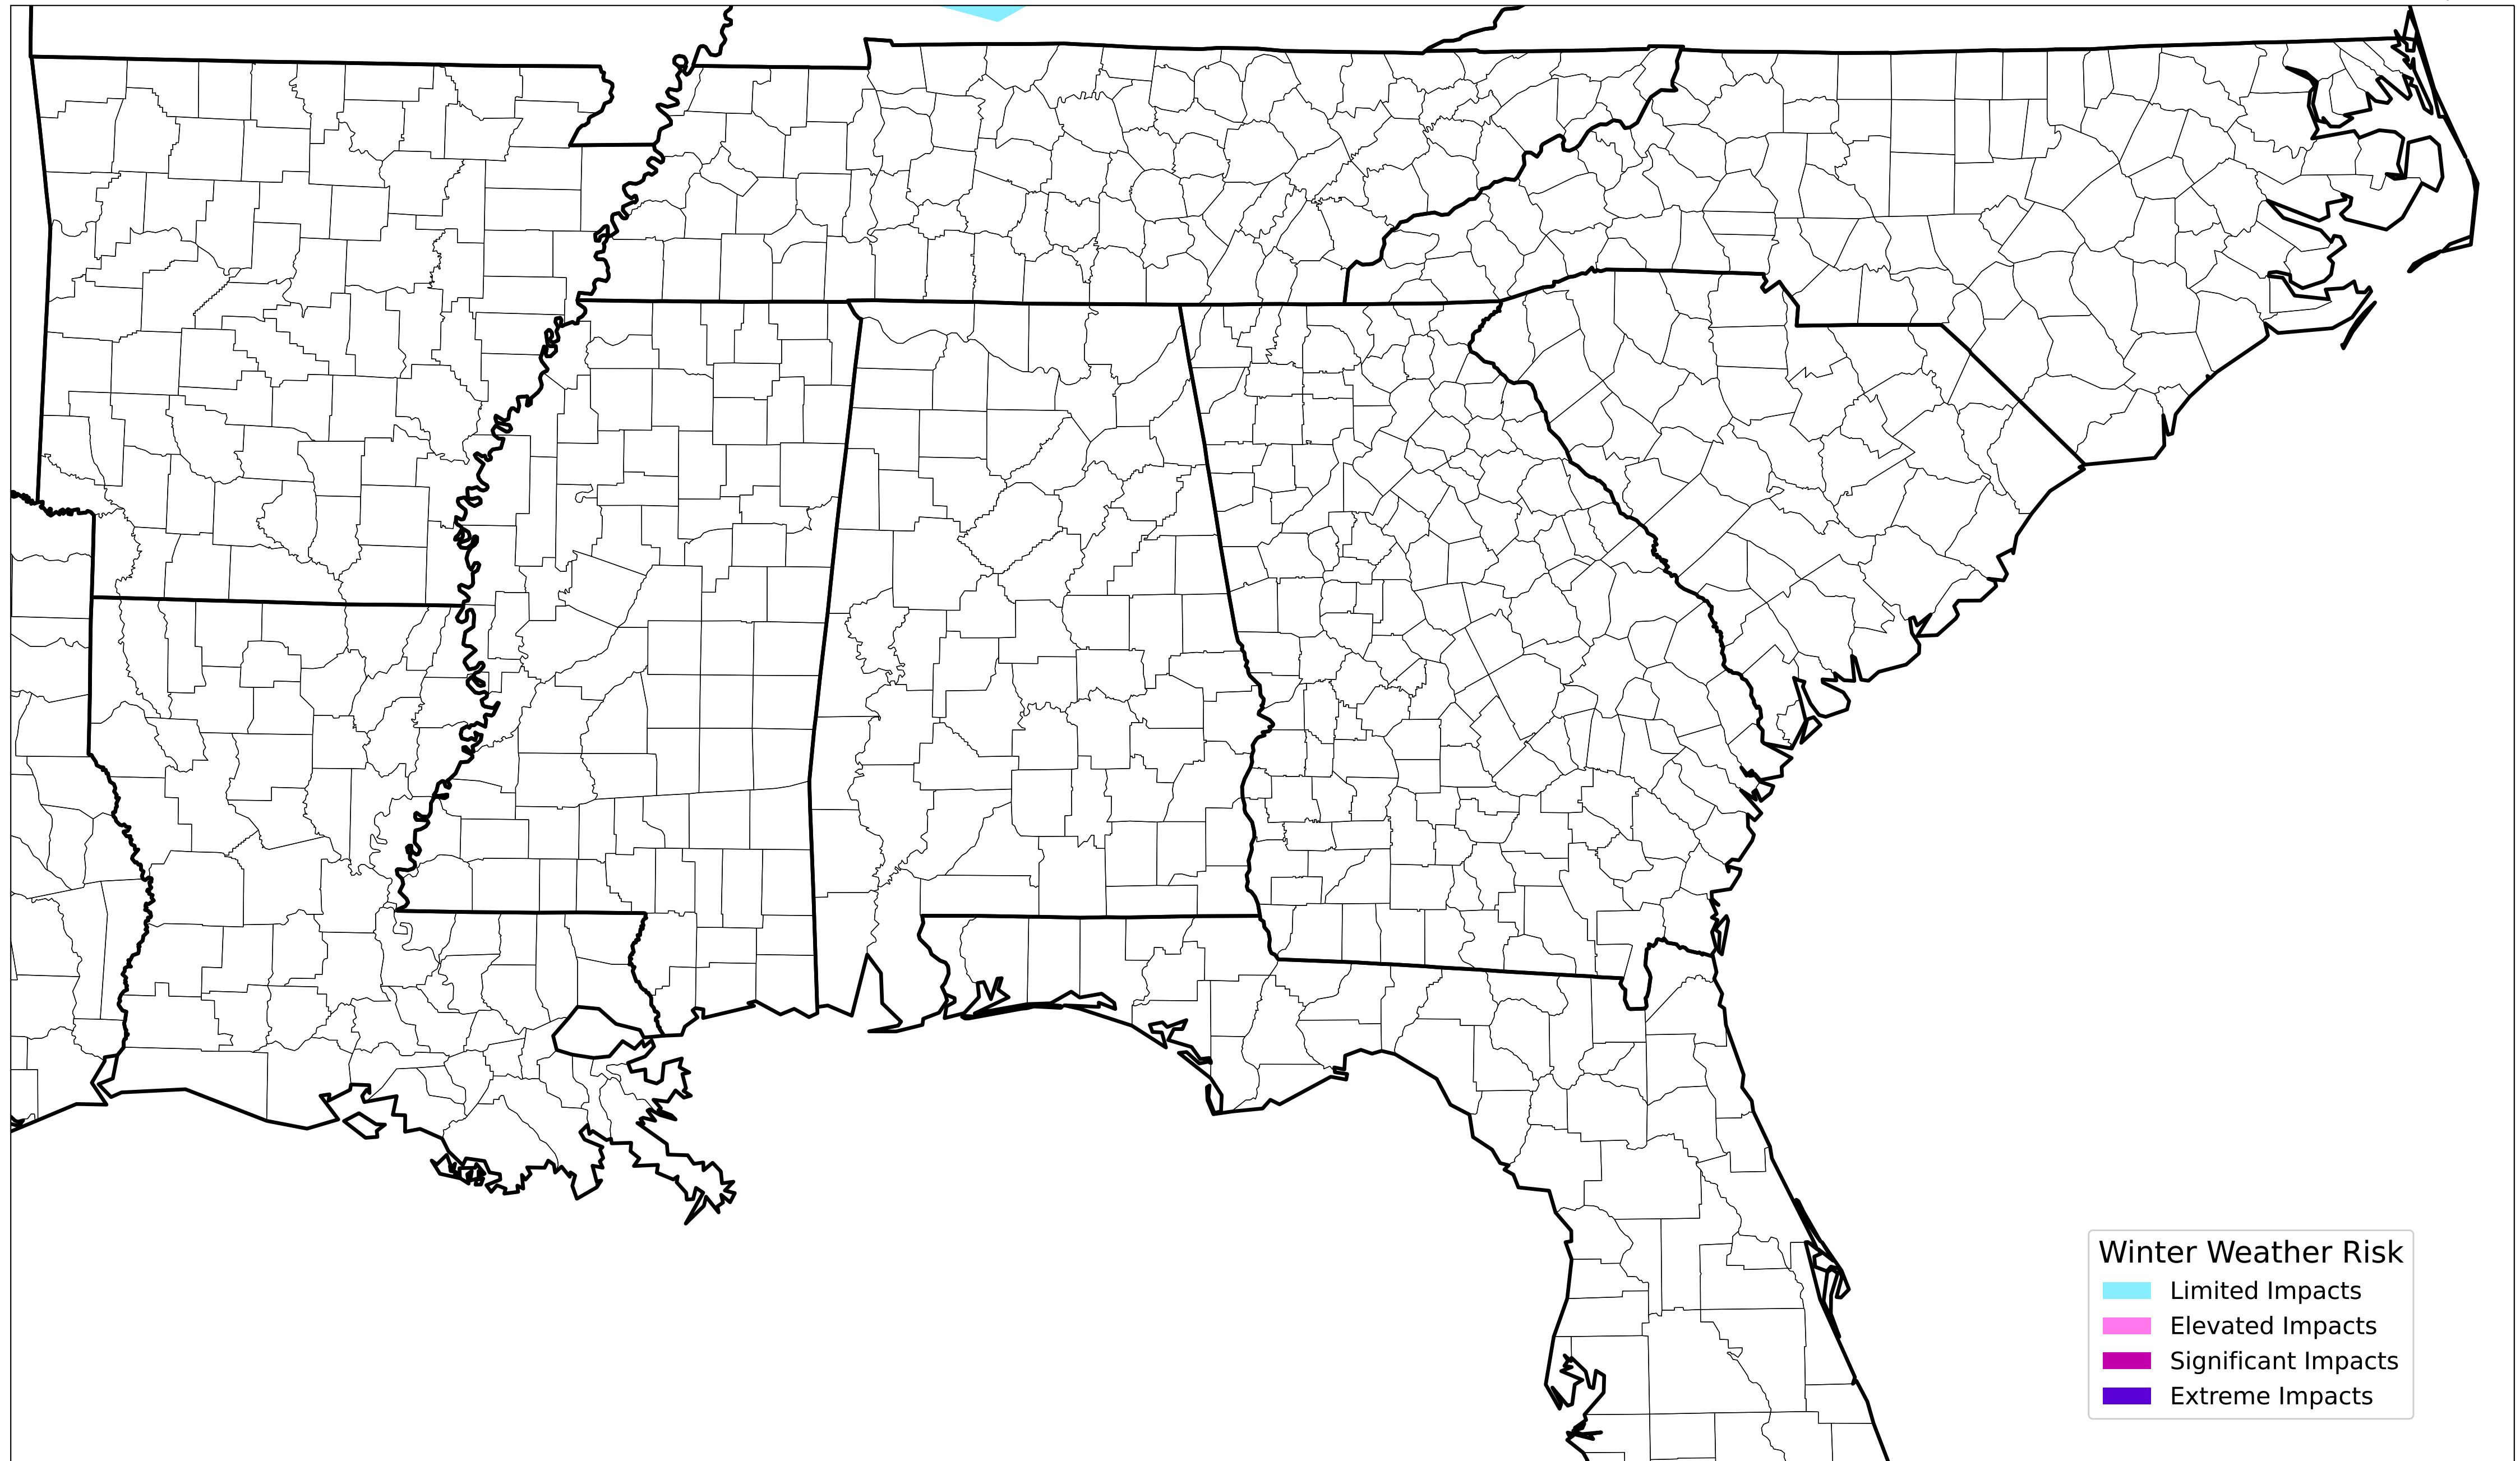 Winter Weather Risk
Limited Impacts
Elevated Impacts
Significant Impacts
Extreme Impacts